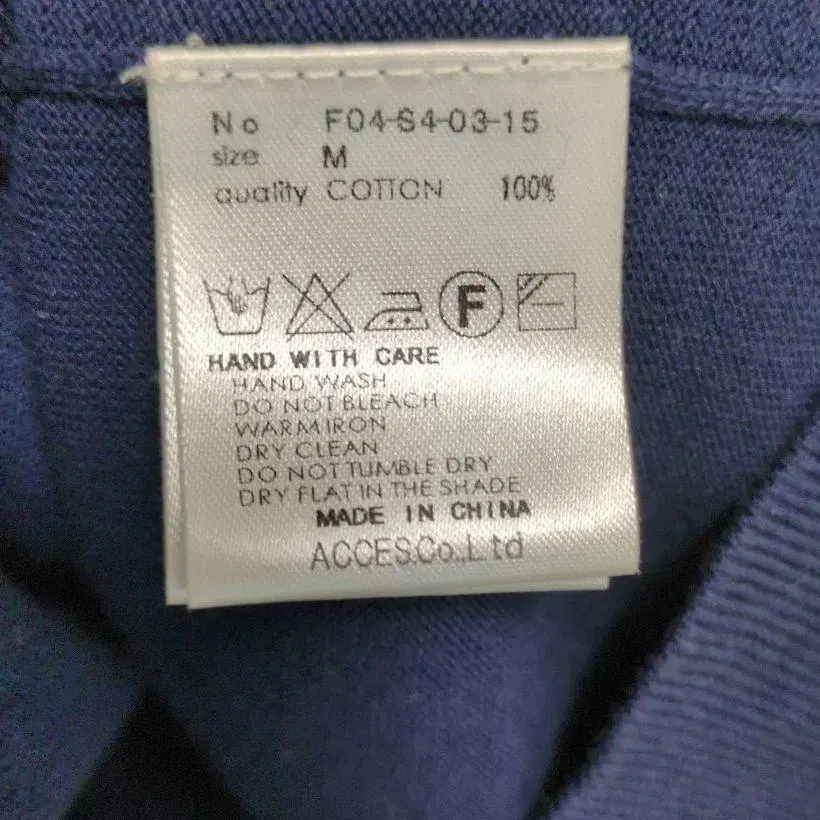 No F04-S4-03-15
size M
quality COTTON 100%
F
HAND WITH CARE
HAND WASH
DO NOT BLEACH
WARM IRON
DRY CLEAN
DO NOT TUMBLE DRY
DRY FLAT IN THE SHADE
MADE IN CHINA
ACCES.Co.,Ltd